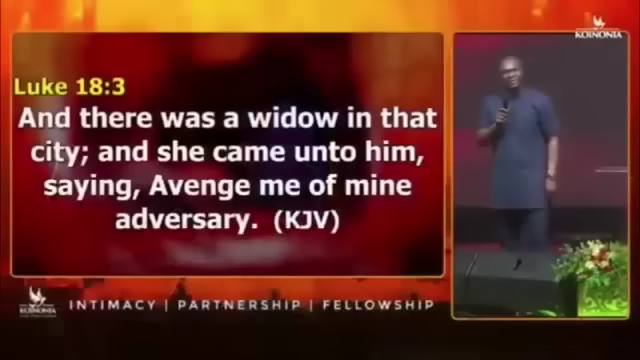 KOINONIA
Luke 18:3
And there was a widow in that
city; and she came unto him,
saying, Avenge me of mine
adversary. (KJV)
KOINONIA
INTIMACY | PARTNERSHIP | FELLOWSHIP